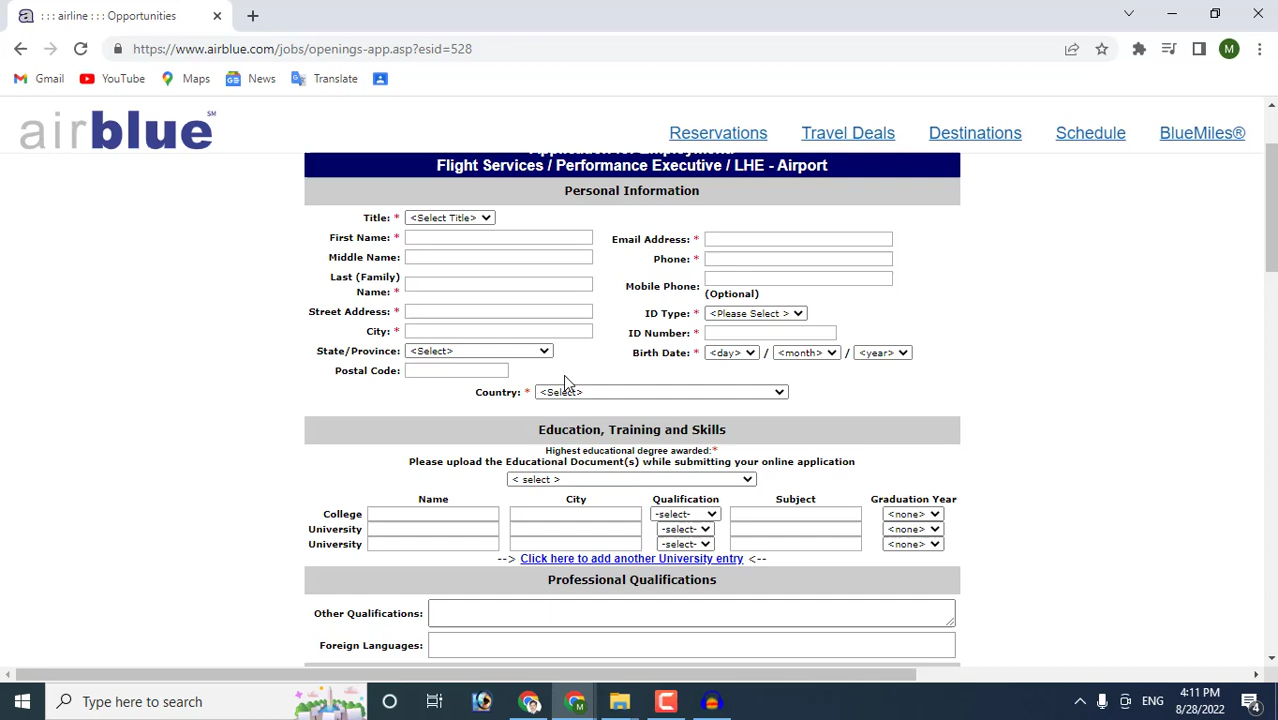 : : : airline : : : Opportunities
https://www.airblue.com/jobs/openings-app.asp?esid=528
M
Gmail YouTube Maps News Translate
airblue SM
Reservations Travel Deals Destinations Schedule BlueMiles®
Application for Employment
Flight Services / Performance Executive / LHE - Airport
Personal Information
Title: * <Select Title>
First Name: *
Middle Name:
Last (Family)
Name: *
Street Address: *
City: *
State/Province: <Select>
Postal Code:
Email Address: *
Phone: *
Mobile Phone:
(Optional)
ID Type: * <Please Select >
ID Number: *
Birth Date: * <day> / <month> / <year>
Country: * <Select>
Education, Training and Skills
Highest educational degree awarded:*
Please upload the Educational Document(s) while submitting your online application
< select >
Name City Qualification Subject Graduation Year
College -select- <none>
University -select- <none>
University -select- <none>
--> Click here to add another University entry <--
Professional Qualifications
Other Qualifications:
Foreign Languages:
Type here to search
M
ENG
4:11 PM
8/28/2022
4